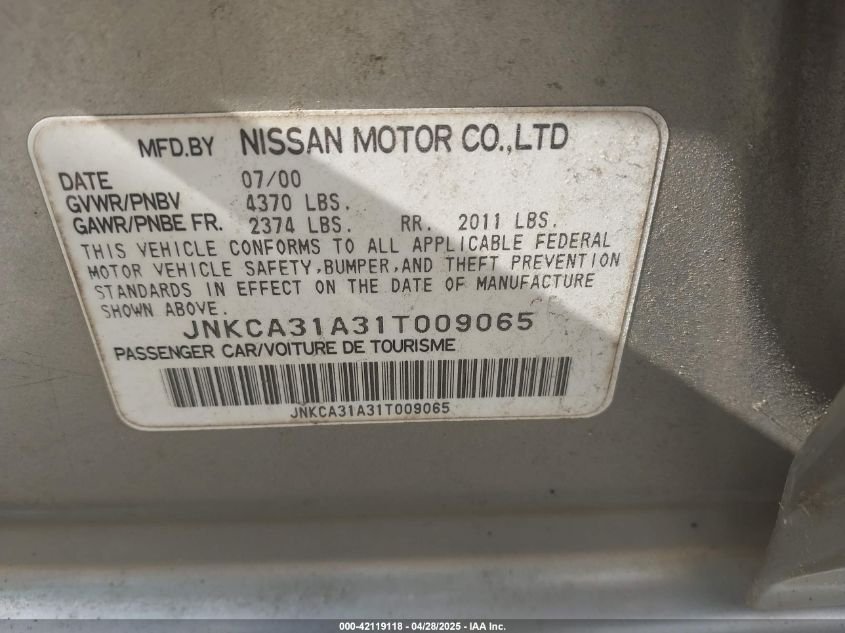 MFD.BY NISSAN MOTOR CO.,LTD
DATE 07/00
GVWR/PNBV 4370 LBS.
GAWR/PNBE FR. 2374 LBS. RR. 2011 LBS.
THIS VEHICLE CONFORMS TO ALL APPLICABLE FEDERAL
MOTOR VEHICLE SAFETY,BUMPER,AND THEFT PREVENTION
STANDARDS IN EFFECT ON THE DATE OF MANUFACTURE
SHOWN ABOVE.
JNKCA31A31T009065
PASSENGER CAR/VOITURE DE TOURISME
JNKCA31A31T009065
000-42119118 - 04/28/2025 - IAA Inc.